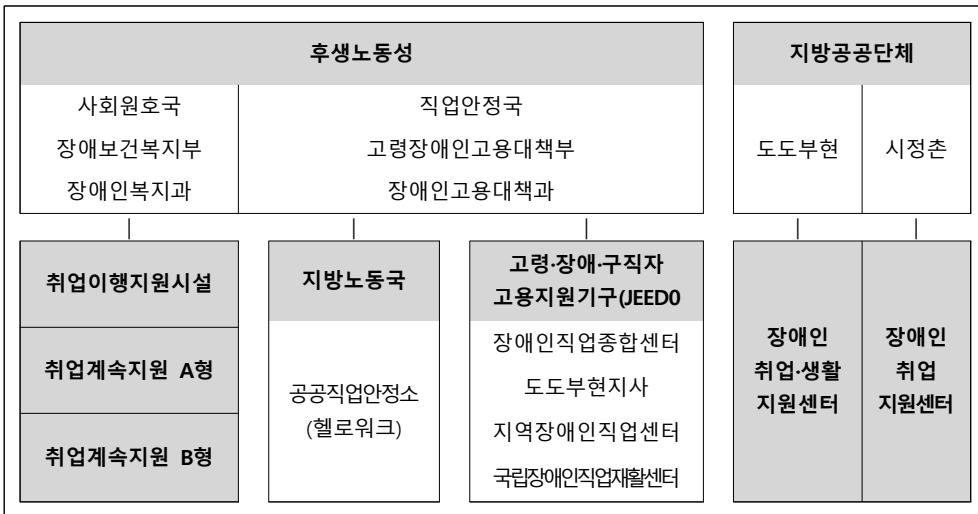 후생노동성
지방공공단체
사회원호국
장애보건복지부
장애인복지과
직업안정국
고령장애인고용대책부
장애인고용대책과
도도부현
시정촌
취업이행지원시설
취업계속지원 A형
취업계속지원 B형
지방노동국
공공직업안정소
(헬로워크)
고령·장애·구직자
고용지원기구(JEED0
장애인직업종합센터
도도부현지사
지역장애인직업센터
국립장애인직업재활센터
장애인
취업·생활
지원센터
장애인
취업
지원센터